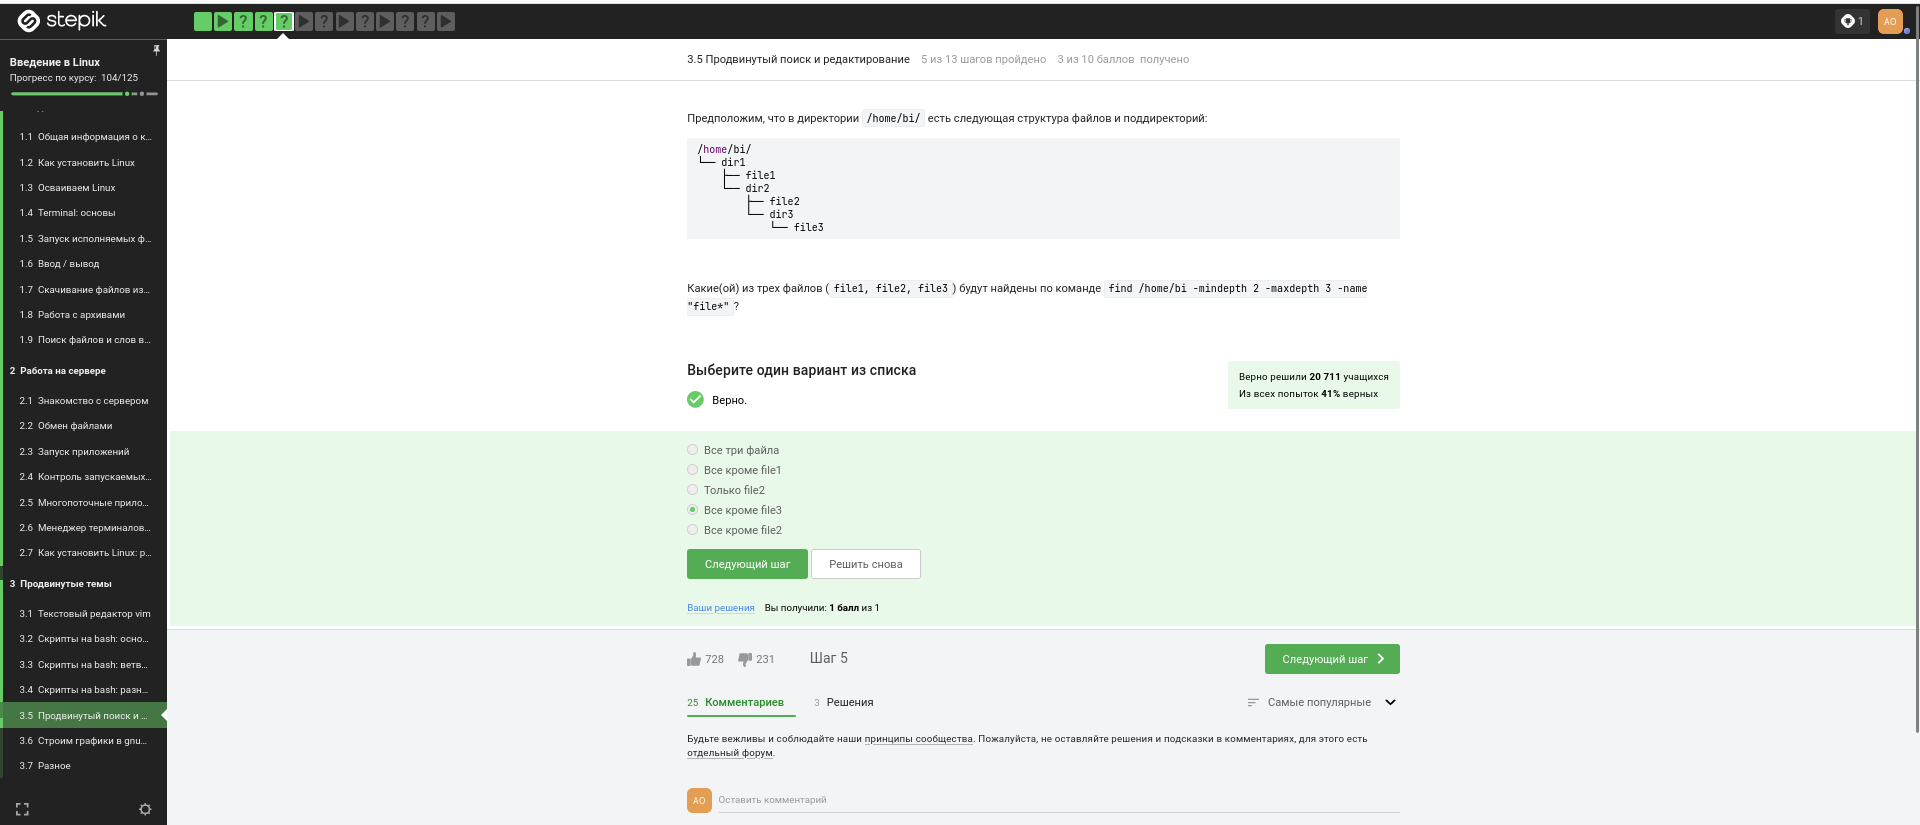 stepik
? ? ? ? ? ? ?
1
AO
Введение в Linux
Прогресс по курсу: 104/125
1.1 Общая информация о к...
1.2 Как установить Linux
1.3 Осваиваем Linux
1.4 Terminal: основы
1.5 Запуск исполняемых ф...
1.6 Ввод / вывод
1.7 Скачивание файлов из...
1.8 Работа с архивами
1.9 Поиск файлов и слов в...
2 Работа на сервере
2.1 Знакомство с сервером
2.2 Обмен файлами
2.3 Запуск приложений
2.4 Контроль запускаемых...
2.5 Многопоточные прило...
2.6 Менеджер терминалов...
2.7 Как установить Linux: р...
3 Продвинутые темы
3.1 Текстовый редактор vim
3.2 Скрипты на bash: осно...
3.3 Скрипты на bash: ветв...
3.4 Скрипты на bash: разн...
3.5 Продвинутый поиск и ...
3.6 Строим графики в gnu...
3.7 Разное
3.5 Продвинутый поиск и редактирование 5 из 13 шагов пройдено 3 из 10 баллов получено
Предположим, что в директории /home/bi/ есть следующая структура файлов и поддиректорий:
/home/bi/
└── dir1
    ├── file1
    └── dir2
        ├── file2
        └── dir3
            └── file3
Какие(ой) из трех файлов ( file1, file2, file3 ) будут найдены по команде find /home/bi -mindepth 2 -maxdepth 3 -name
"file*" ?
Выберите один вариант из списка
Верно.
Верно решили 20 711 учащихся
Из всех попыток 41% верных
Все три файла
Все кроме file1
Только file2
Все кроме file3
Все кроме file2
Следующий шаг Решить снова
Ваши решения Вы получили: 1 балл из 1
728 231 Шаг 5 Следующий шаг
25 Комментариев 3 Решения Самые популярные
Будьте вежливы и соблюдайте наши принципы сообщества. Пожалуйста, не оставляйте решения и подсказки в комментариях, для этого есть
отдельный форум.
AO Оставить комментарий